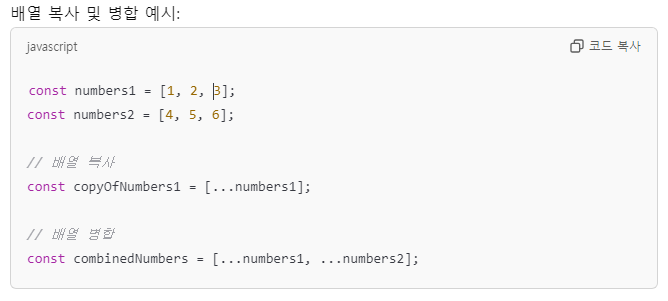 배열 복사 및 병합 예시:
javascript
코드 복사
const numbers1 = [1, 2, 3];
const numbers2 = [4, 5, 6];
// 배열 복사
const copyOfNumbers1 = [...numbers1];
// 배열 병합
const combinedNumbers = [...numbers1, ...numbers2];